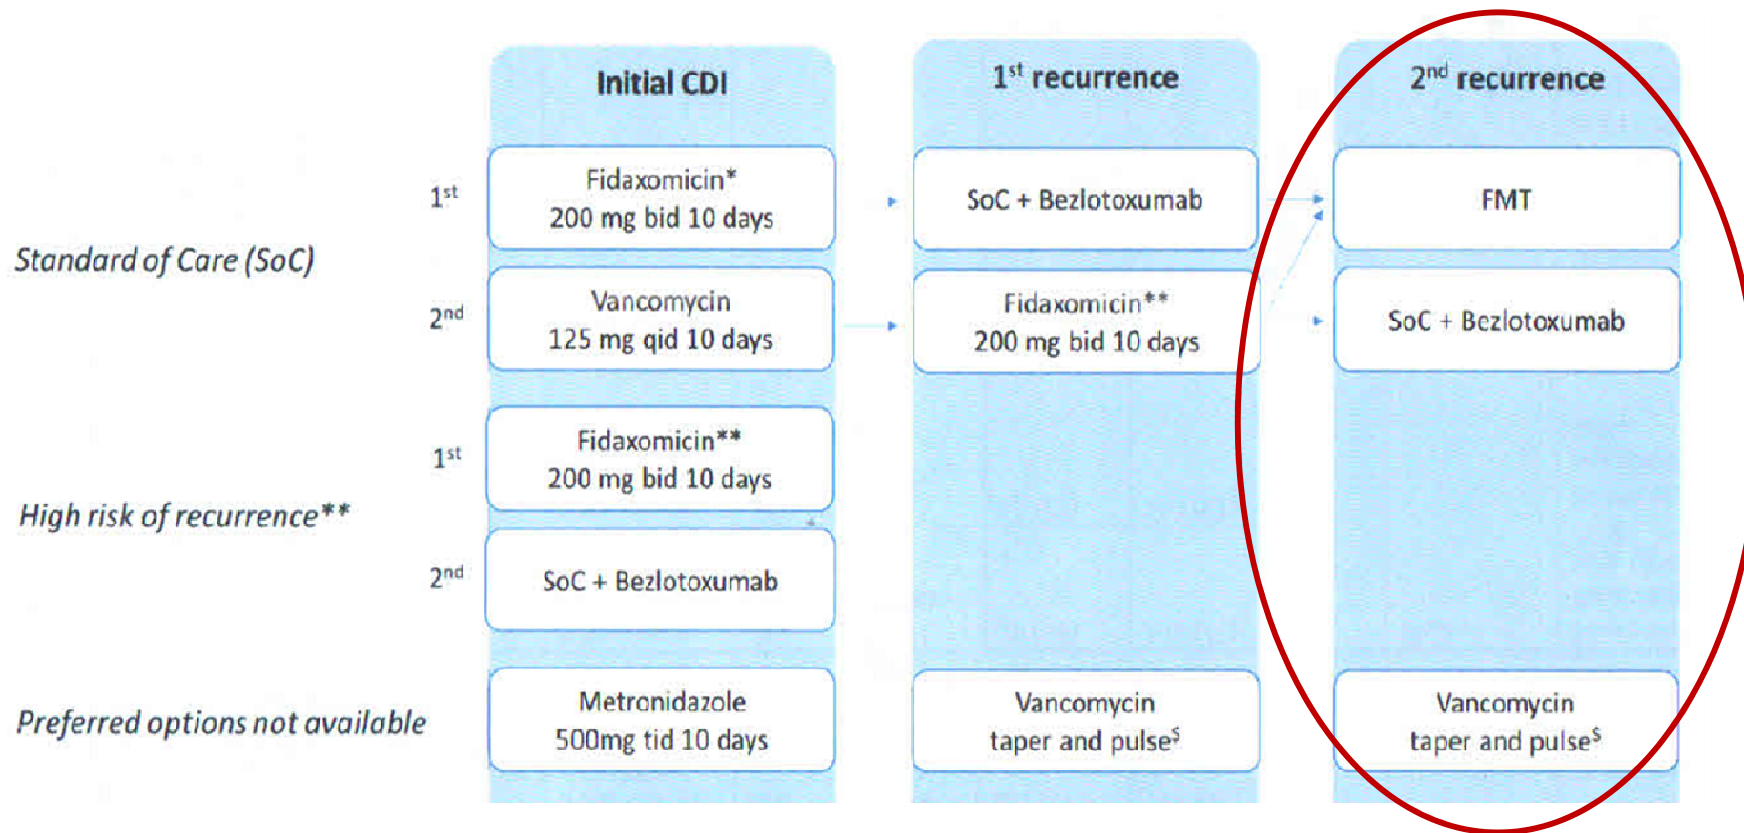 Initial CDI
1st recurrence
2nd recurrence
Standard of Care (SoC)
1st
Fidaxomicin*
200 mg bid 10 days
SoC + Bezlotoxumab
FMT
2nd
Vancomycin
125 mg qid 10 days
Fidaxomicin**
200 mg bid 10 days
SoC + Bezlotoxumab
High risk of recurrence**
1st
Fidaxomicin**
200 mg bid 10 days
2nd
SoC + Bezlotoxumab
Preferred options not available
Metronidazole
500mg tid 10 days
Vancomycin
taper and pulse$
Vancomycin
taper and pulse$